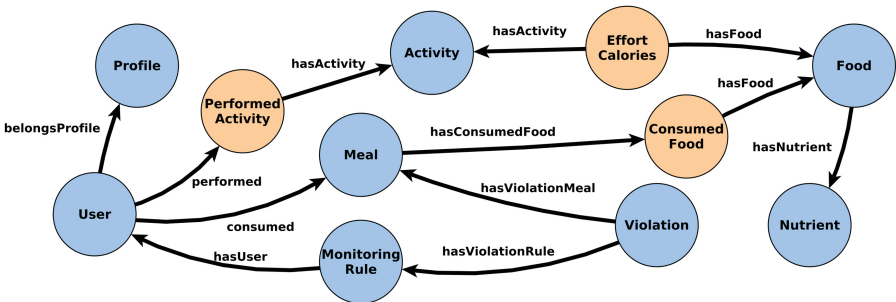 hasActivity
Effort
Calories
hasFood
Profile
hasActivity
Activity
Food
hasFood
Performed
Activity
belongsProfile
hasConsumedFood
Consumed
Food
Meal
hasNutrient
performed
hasViolationMeal
User
consumed
Violation
Nutrient
hasUser
Monitoring
Rule
hasViolationRule